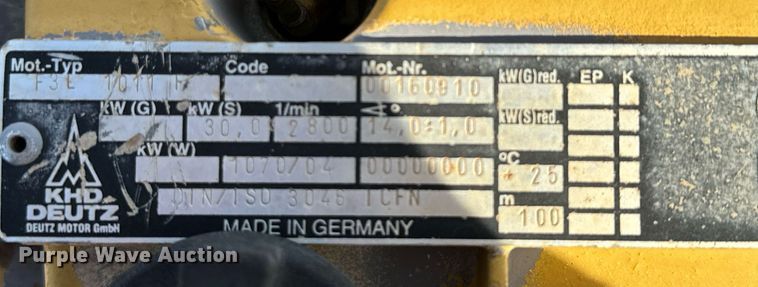 Mot.-Typ Code Mot.-Nr. kW(G)red. EP K
F3L 1011 F 00160910
kW (G) kW (S) 1/min
30,0 2800 14,0±1,0 kW(S)red.
kW (W) °C
1070/04 00000000 25
KHD
DEUTZ
DEUTZ MOTOR GmbH
DIN/ISO 3046 ICFN m 100
MADE IN GERMANY
Purple Wave Auction